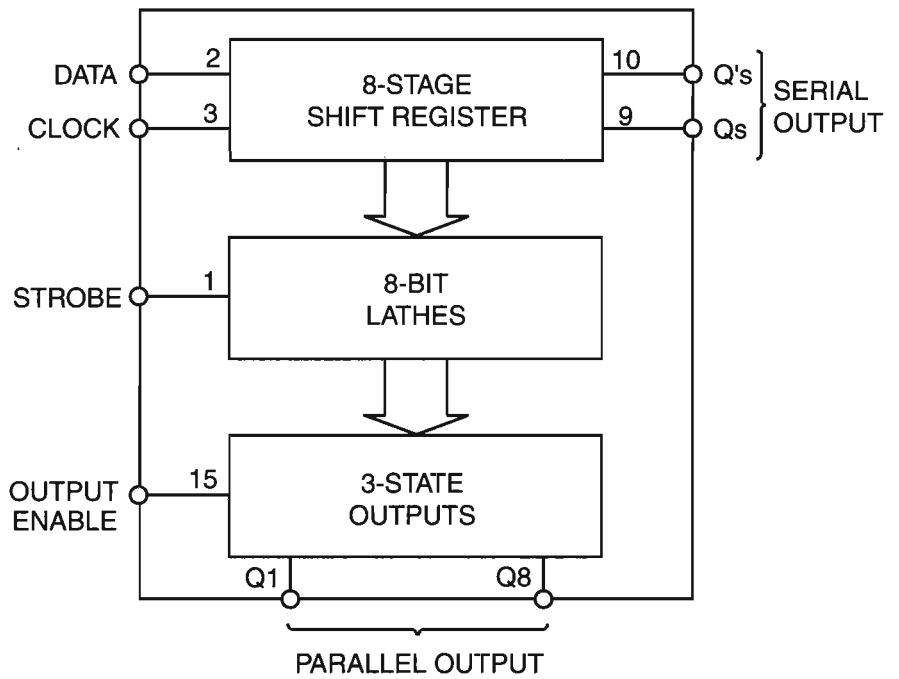 DATA
2
8-STAGE
SHIFT REGISTER
10
Q's
SERIAL
OUTPUT
CLOCK
3
9
Qs
STROBE
1
8-BIT
LATHES
OUTPUT
ENABLE
15
3-STATE
OUTPUTS
Q1
Q8
PARALLEL OUTPUT